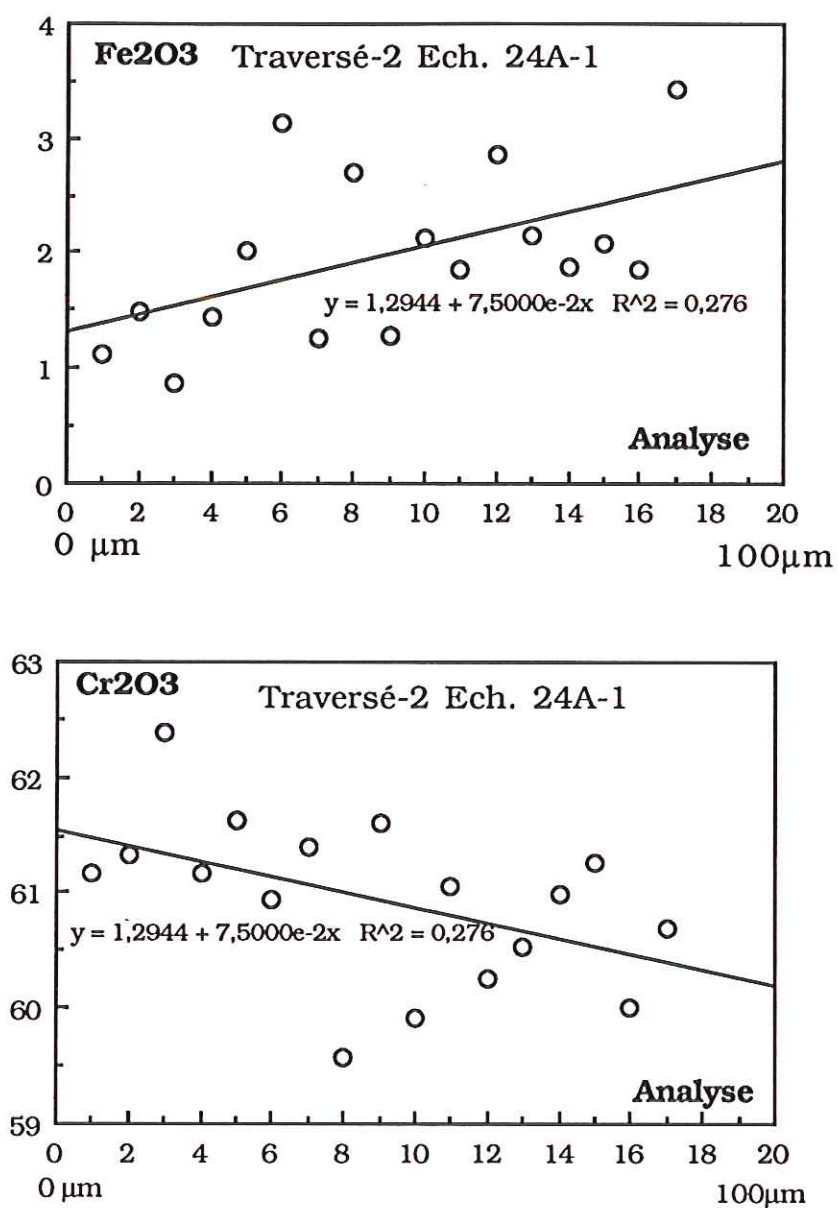 Fe2O3 Traversé-2 Ech. 24A-1
4
3
2
1
0
y = 1,2944 + 7,5000e-2x R^2 = 0,276
Analyse
0 2 4 6 8 10 12 14 16 18 20
0 µm 100µm
Cr2O3 Traversé-2 Ech. 24A-1
63
62
61
60
59
y = 1,2944 + 7,5000e-2x R^2 = 0,276
Analyse
0 2 4 6 8 10 12 14 16 18 20
0 µm 100µm